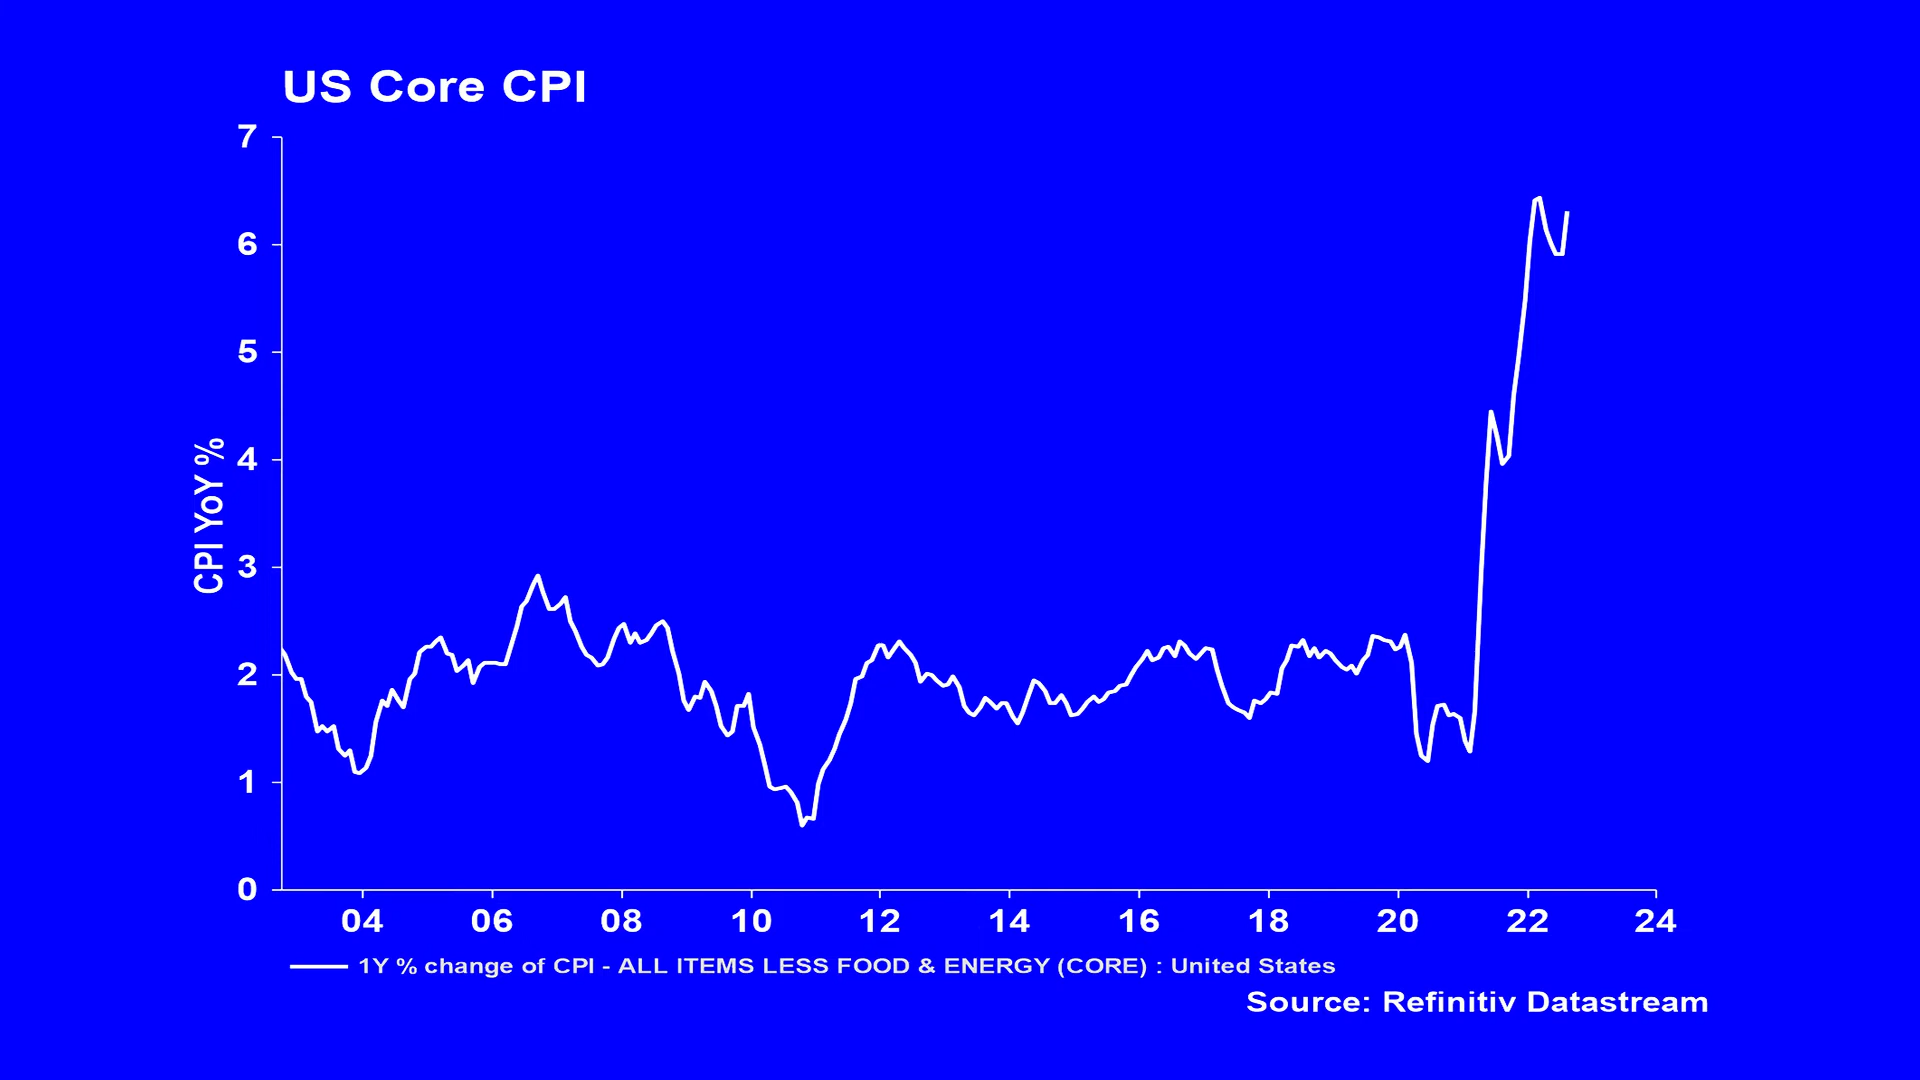 US Core CPI
7
6
5
4
3
2
1
0
CPI YoY %
04 06 08 10 12 14 16 18 20 22 24
1Y % change of CPI - ALL ITEMS LESS FOOD & ENERGY (CORE) : United States
Source: Refinitiv Datastream